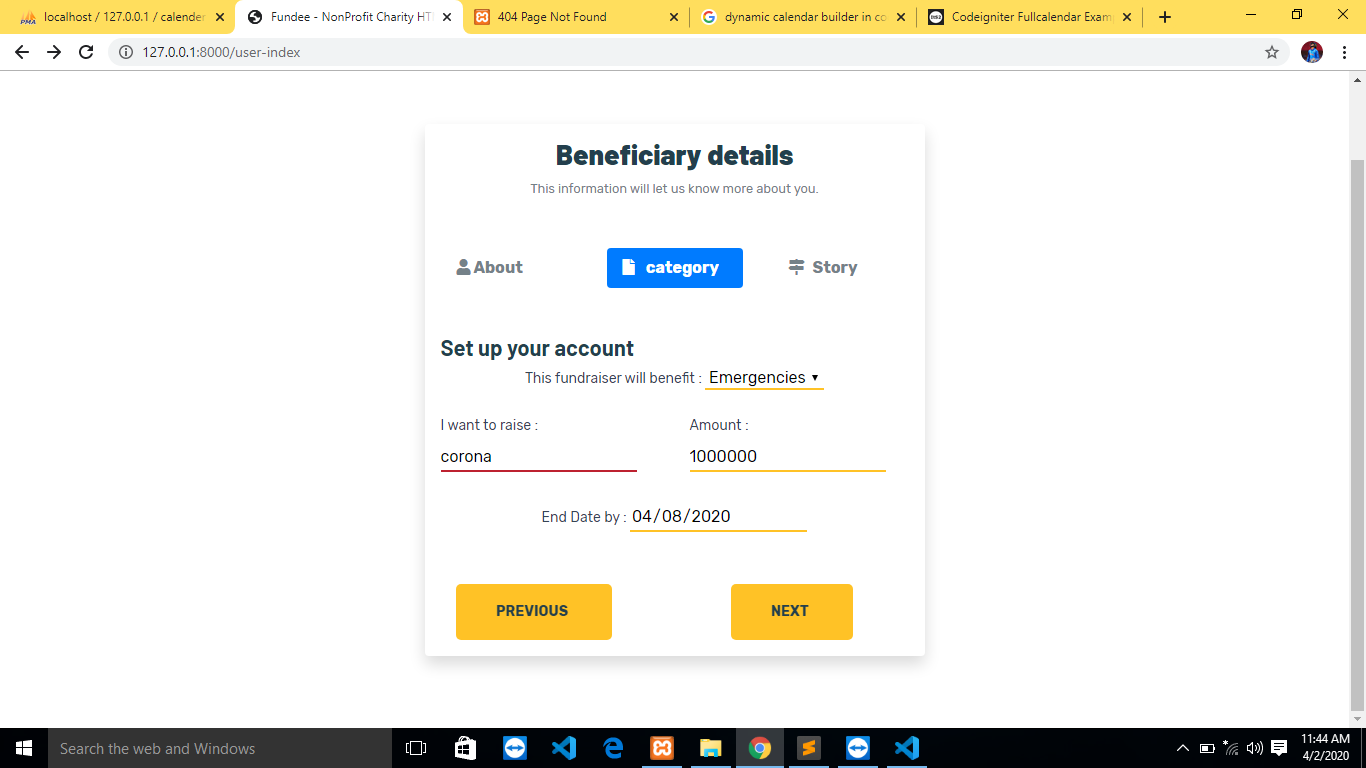 localhost / 127.0.0.1 / calender
Fundee - NonProfit Charity HT
404 Page Not Found
dynamic calendar builder in co
Codeigniter Fullcalendar Exam
PMA
127.0.0.1:8000/user-index
Beneficiary details
This information will let us know more about you.
About
category
Story
Set up your account
This fundraiser will benefit : Emergencies
I want to raise :
Amount :
corona
1000000
End Date by : 04/08/2020
PREVIOUS
NEXT
Search the web and Windows
11:44 AM
4/2/2020